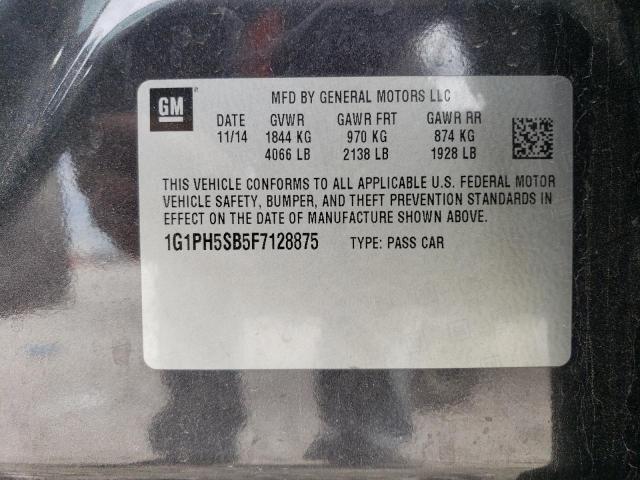 GM
MFD BY GENERAL MOTORS LLC
DATE GVWR GAWR FRT GAWR RR
11/14 1844 KG 970 KG 874 KG
4066 LB 2138 LB 1928 LB
THIS VEHICLE CONFORMS TO ALL APPLICABLE U.S. FEDERAL MOTOR
VEHICLE SAFETY, BUMPER, AND THEFT PREVENTION STANDARDS IN
EFFECT ON THE DATE OF MANUFACTURE SHOWN ABOVE.
1G1PH5SB5F7128875 TYPE: PASS CAR